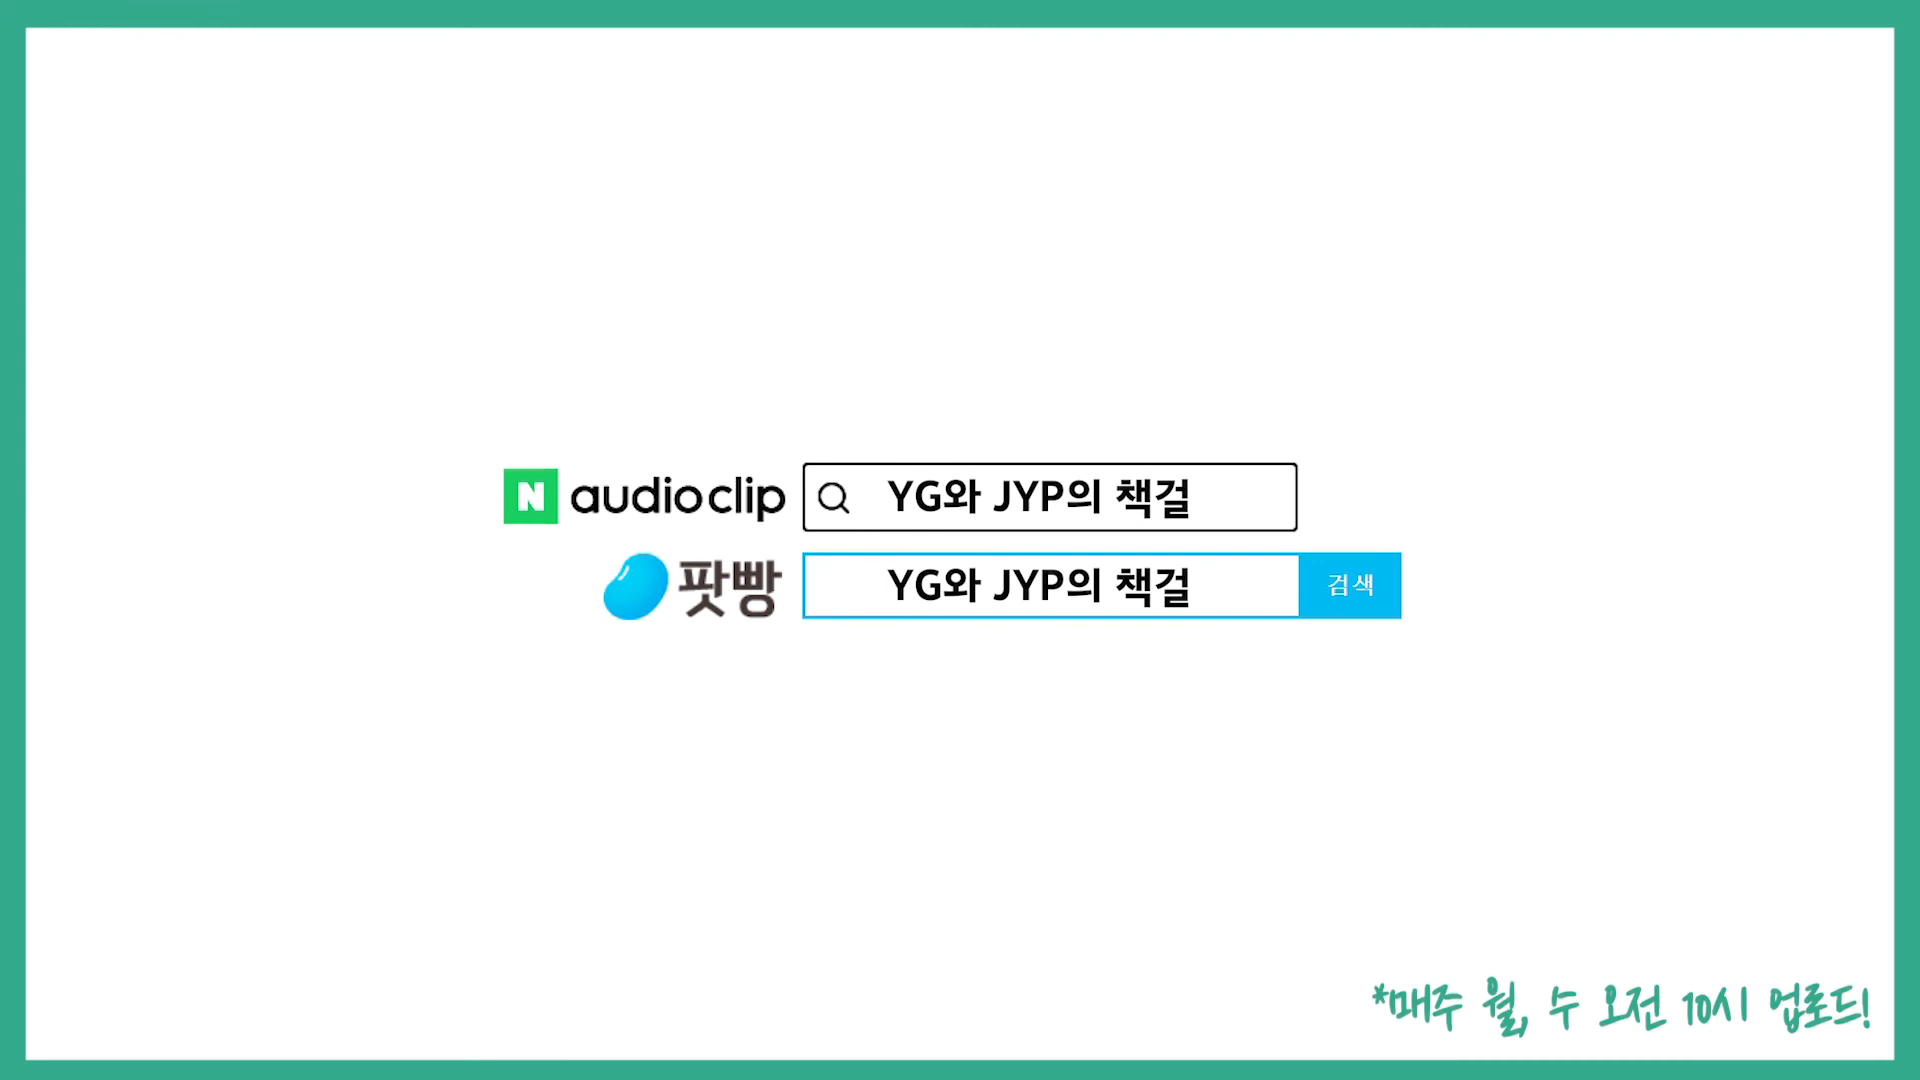 N audioclip YG와 JYP의 책걸
팟빵 YG와 JYP의 책걸 검색
*매주 월, 수 오전 10시 업로드!